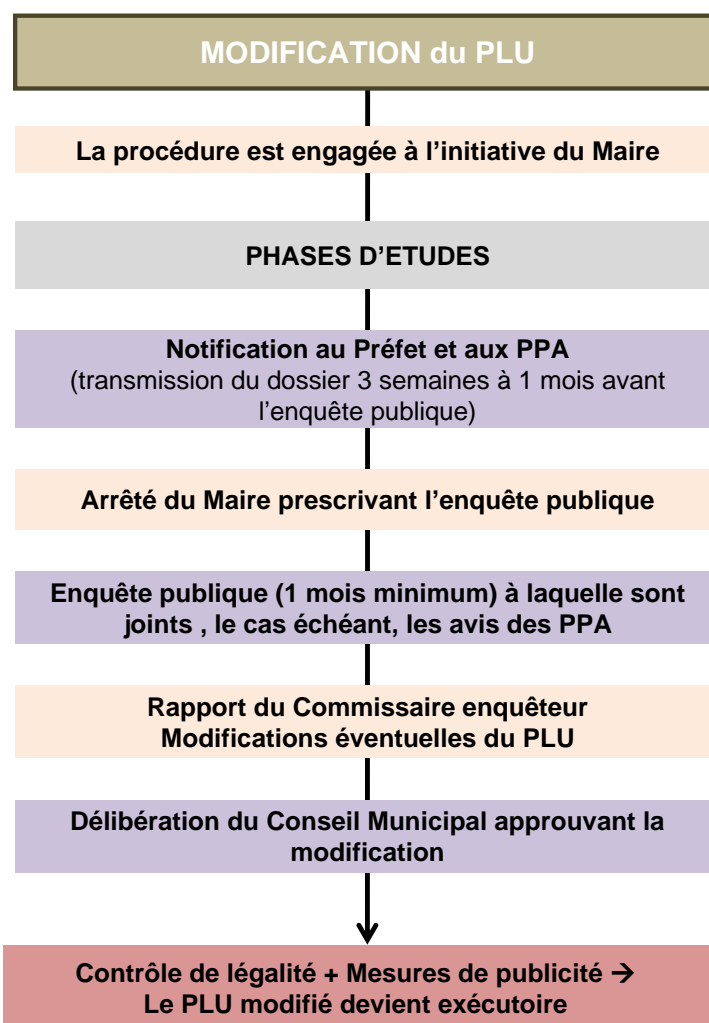 MODIFICATION du PLU
La procédure est engagée à l’initiative du Maire
PHASES D’ETUDES
Notification au Préfet et aux PPA
(transmission du dossier 3 semaines à 1 mois avant
l’enquête publique)
Arrêté du Maire prescrivant l’enquête publique
Enquête publique (1 mois minimum) à laquelle sont
joints , le cas échéant, les avis des PPA
Rapport du Commissaire enquêteur
Modifications éventuelles du PLU
Délibération du Conseil Municipal approuvant la
modification
Contrôle de légalité + Mesures de publicité →
Le PLU modifié devient exécutoire